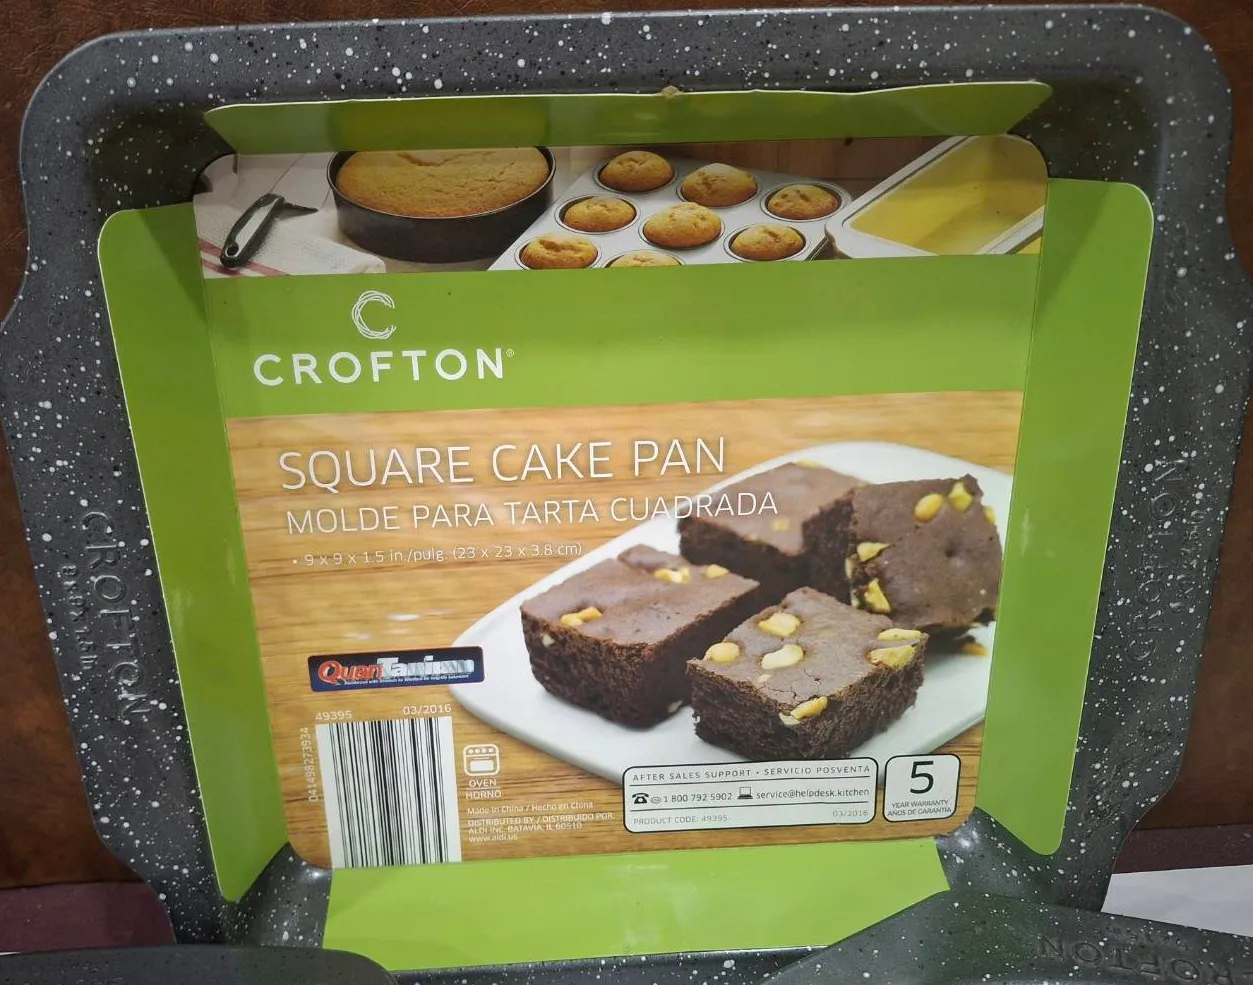 CROFTON®
SQUARE CAKE PAN
MOLDE PARA TARTA CUADRADA
• 9 x 9 x 1.5 in./pulg. (23 x 23 x 3.8 cm)
CROFTON
CROFTON
49395 03/2016
041498273934
OVEN
HORNO
Made in China / Hecho en China
DISTRIBUTED BY / DISTRIBUIDO POR:
ALDI INC. BATAVIA, IL 60510
www.aldi.us
AFTER SALES SUPPORT • SERVICIO POSVENTA
1 800 792 5902 service@helpdesk.kitchen
PRODUCT CODE: 49395 03/2016
5
YEAR WARRANTY
AÑOS DE GARANTÍA
CROFTON